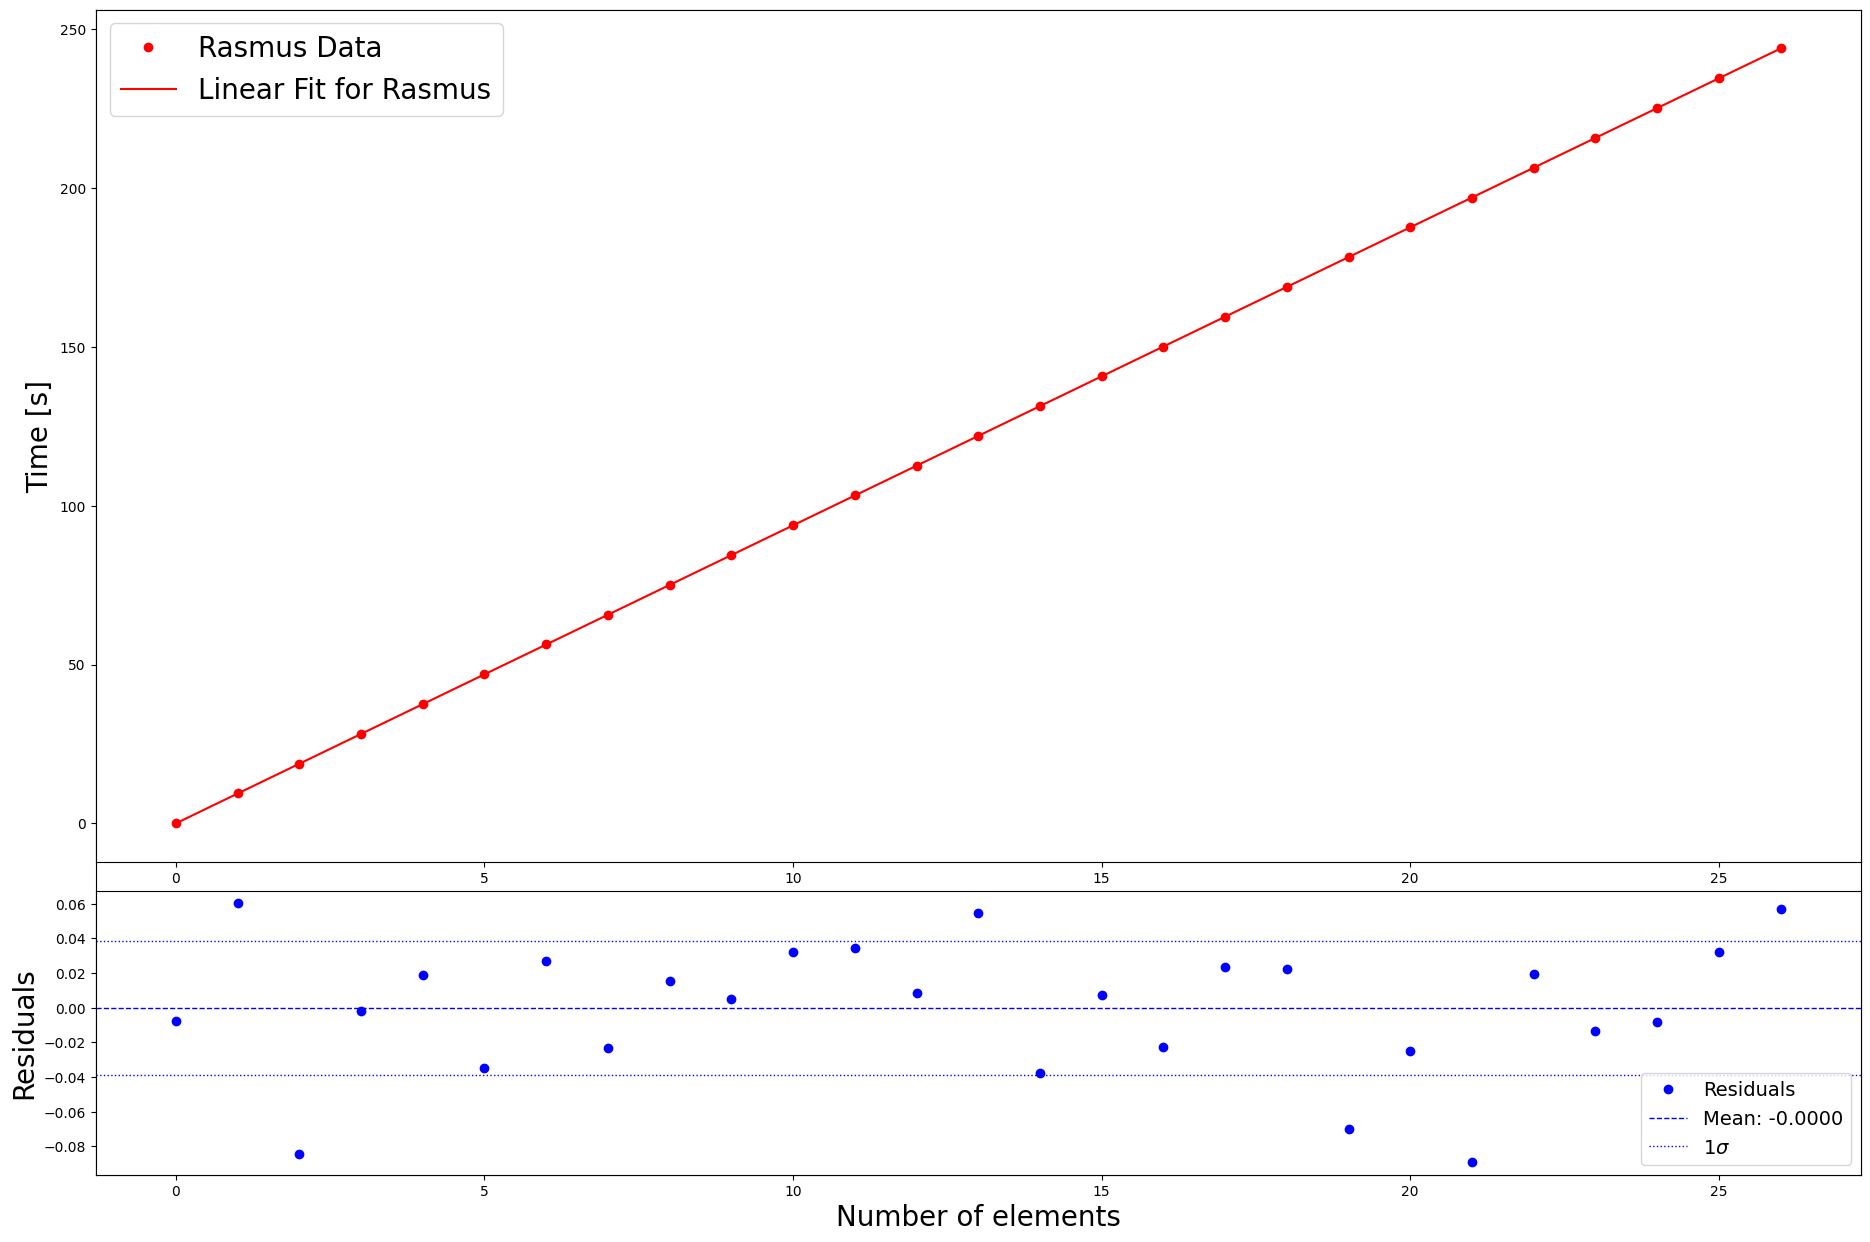 250
200
150
100
50
0
Time [s]
Rasmus Data
Linear Fit for Rasmus
0 5 10 15 20 25
0.06
0.04
0.02
0.00
−0.02
−0.04
−0.06
−0.08
Residuals
Residuals
Mean: -0.0000
1σ
0 5 10 15 20 25
Number of elements